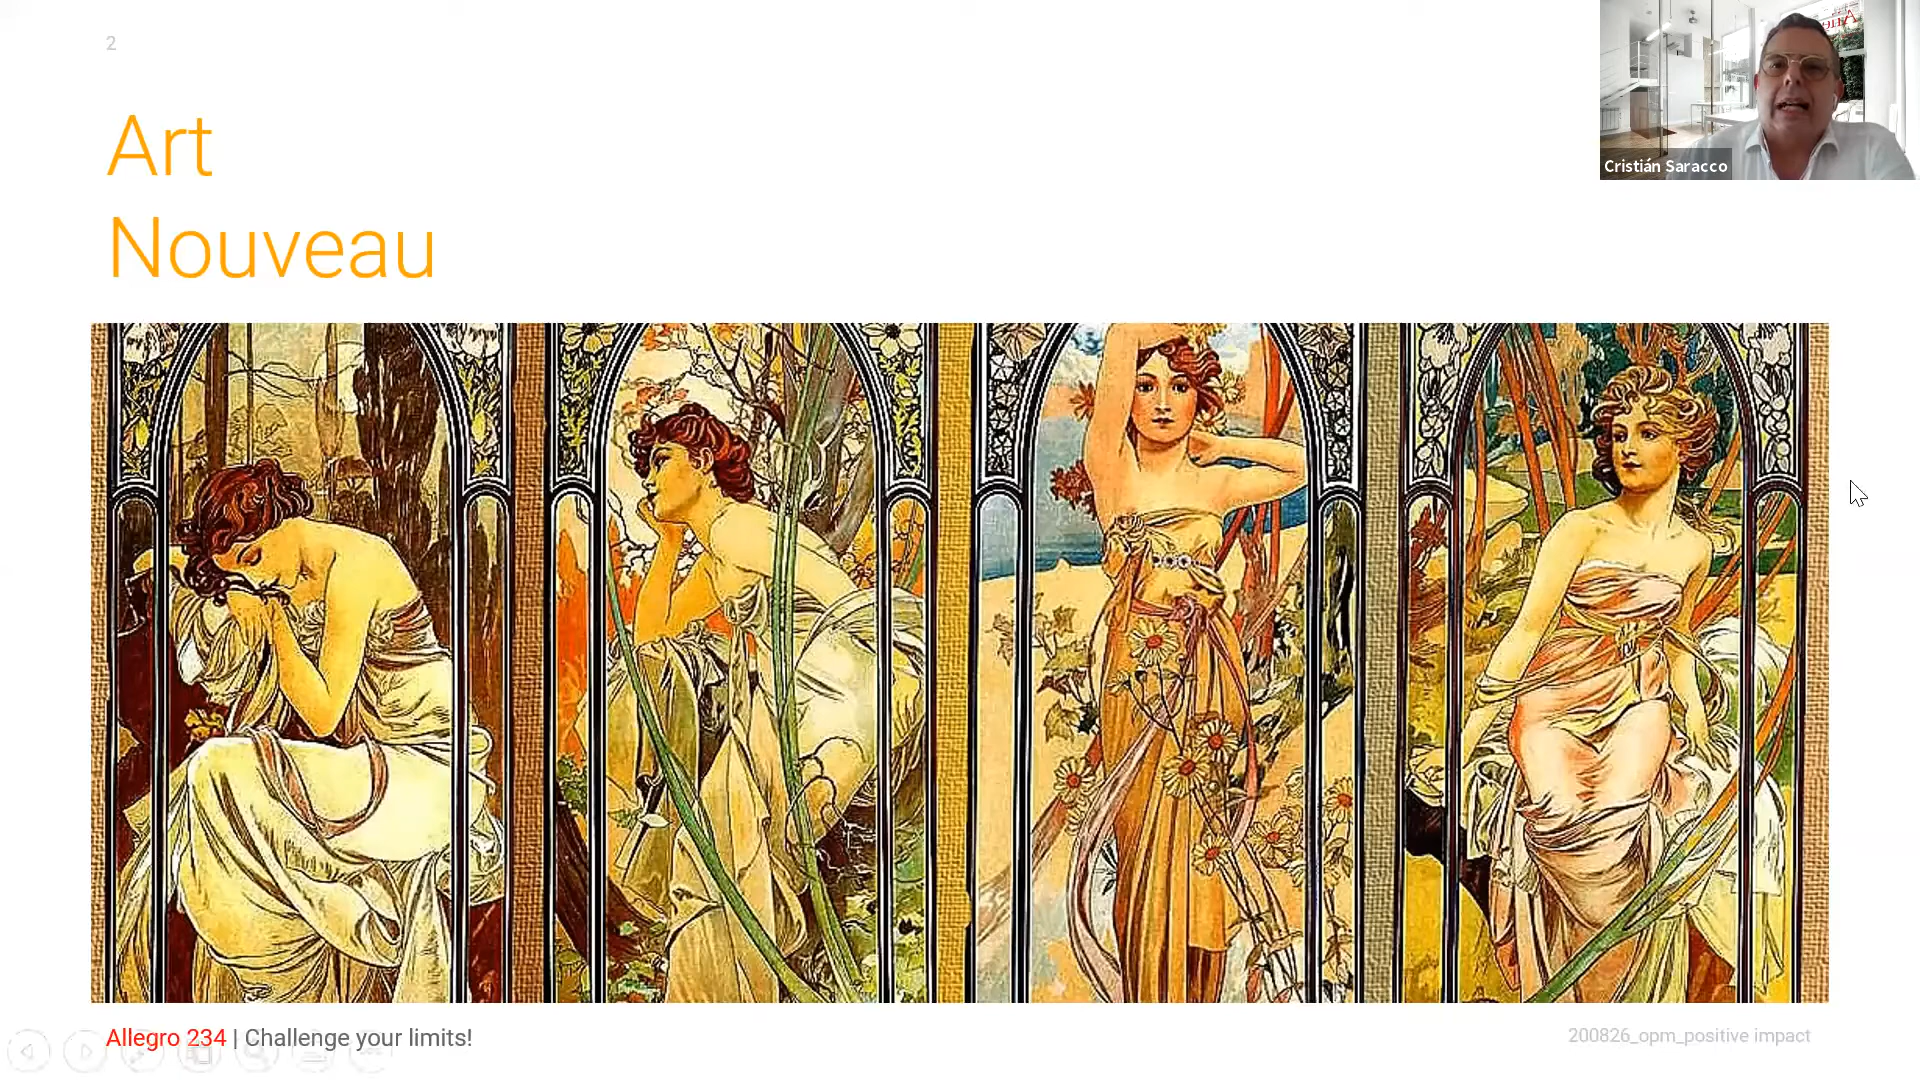 2
Art
Nouveau
Cristián Saracco
Allegro 234 | Challenge your limits!
200826_opm_positive impact